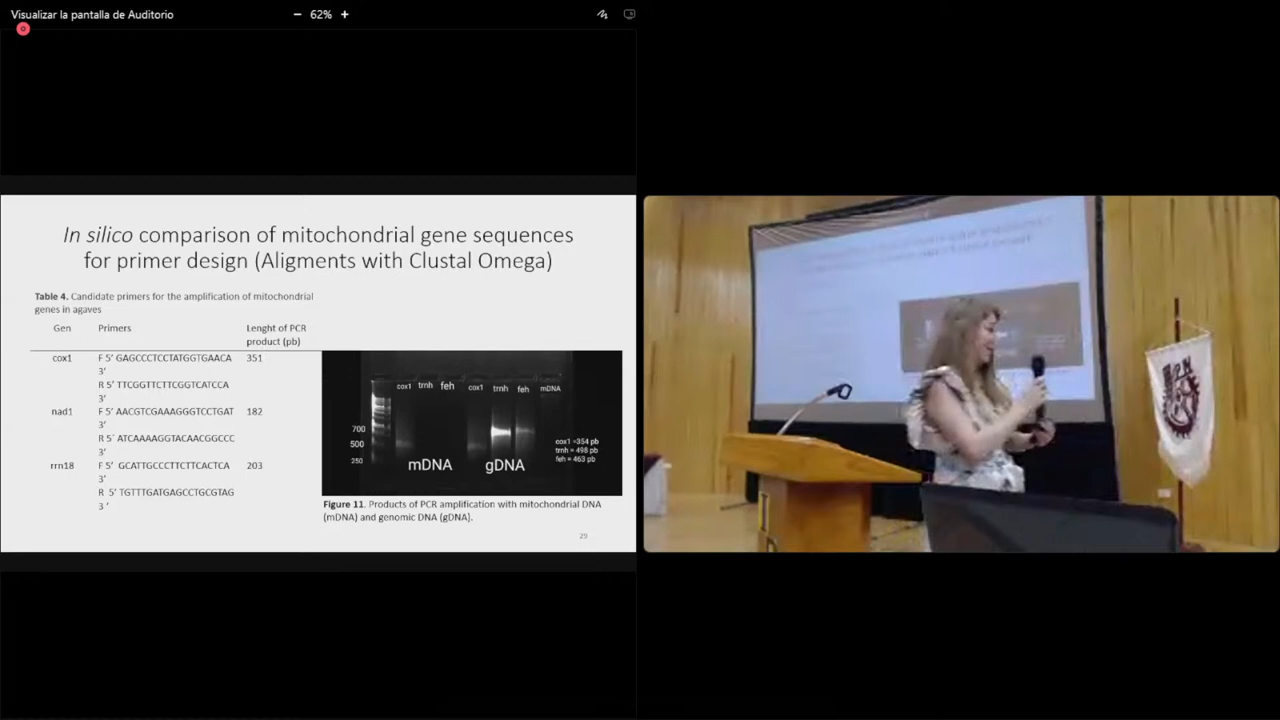 Visualizar la pantalla de Auditorio
− 62% +
In silico comparison of mitochondrial gene sequences
for primer design (Aligments with Clustal Omega)
Table 4. Candidate primers for the amplification of mitochondrial
genes in agaves
Gen Primers Lenght of PCR
product (pb)
cox1 F 5' GAGCCCTCCTATGGTGAACA 351
3'
R 5' TTCGGTTCTTCGGTCATCCA
3'
nad1 F 5' AACGTCGAAAGGGTCCTGAT 182
3'
R 5´ ATCAAAAGGTACAACGGCCC
3'
rrn18 F 5' GCATTGCCCTTCTTCACTCA 203
3'
R 5' TGTTTGATGAGCCTGCGTAG
3 '
cox1 trnh feh cox1 trnh feh mDNA
700
500
250
mDNA gDNA
cox1 =354 pb
trnh = 498 pb
feh = 463 pb
Figure 11. Products of PCR amplification with mitochondrial DNA
(mDNA) and genomic DNA (gDNA).
29